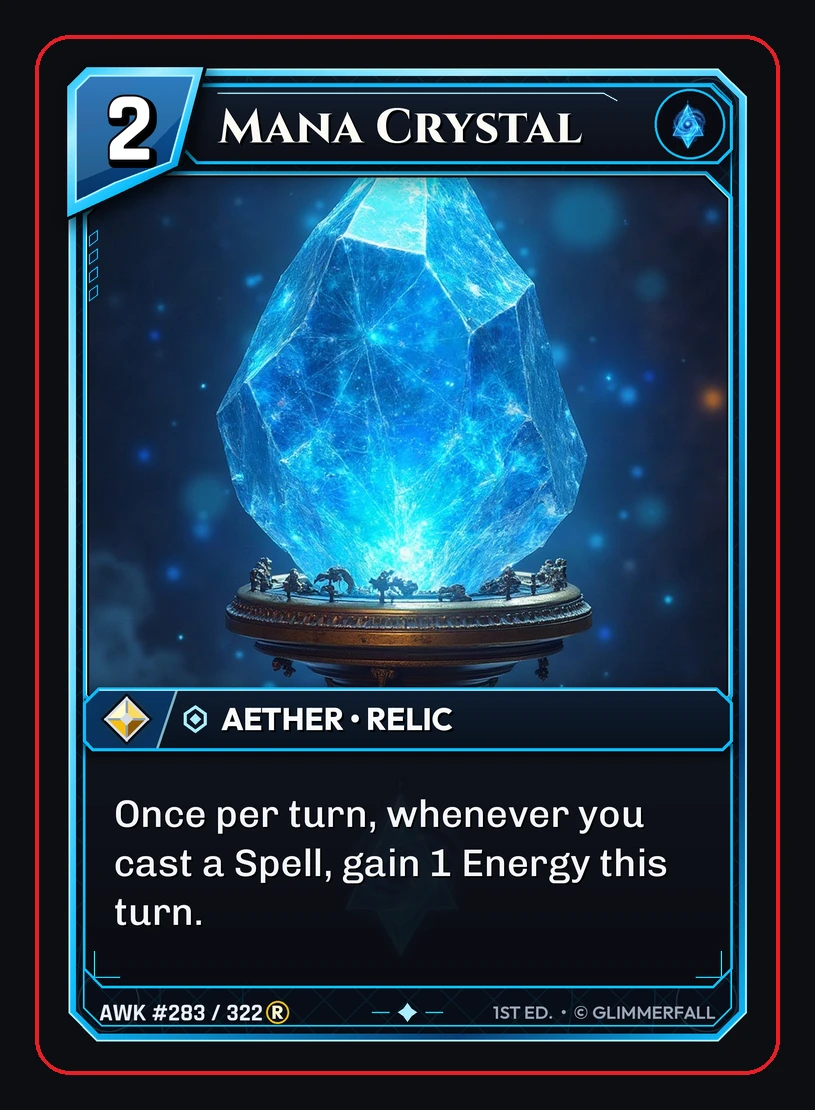 2
MANA CRYSTAL
AETHER • RELIC
Once per turn, whenever you
cast a Spell, gain 1 Energy this
turn.
AWK #283 / 322 R
1ST ED. • © GLIMMERFALL